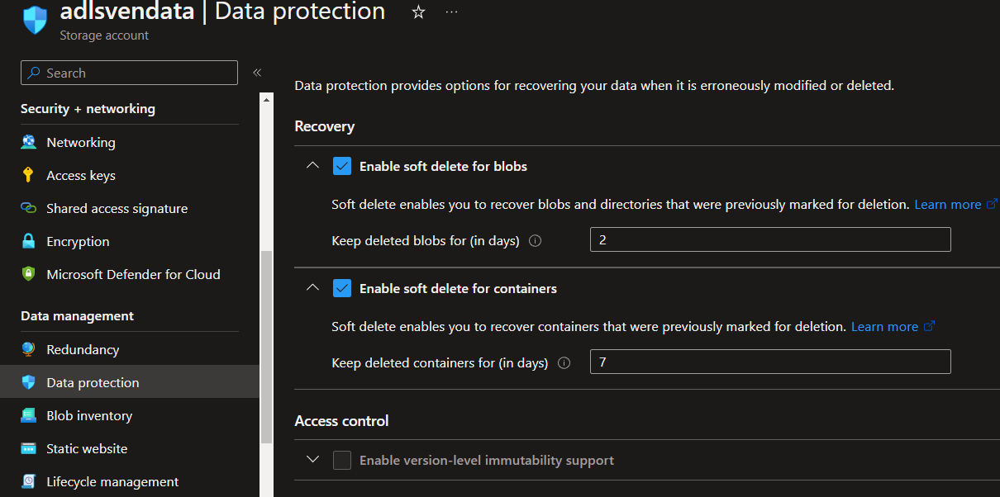 adlsvendata | Data protection
Storage account
Search
Security + networking
Networking
Access keys
Shared access signature
Encryption
Microsoft Defender for Cloud
Data management
Redundancy
Data protection
Blob inventory
Static website
Lifecycle management
Data protection provides options for recovering your data when it is erroneously modified or deleted.
Recovery
Enable soft delete for blobs
Soft delete enables you to recover blobs and directories that were previously marked for deletion. Learn more
Keep deleted blobs for (in days) 2
Enable soft delete for containers
Soft delete enables you to recover containers that were previously marked for deletion. Learn more
Keep deleted containers for (in days) 7
Access control
Enable version-level immutability support